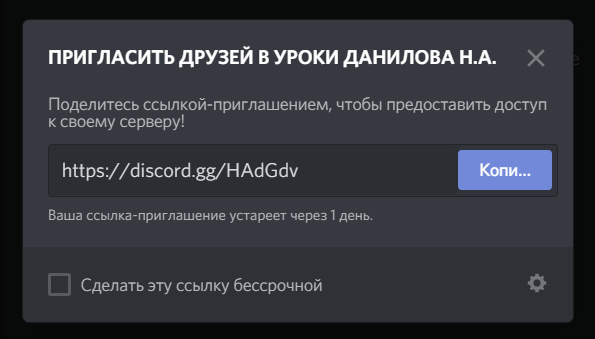 ПРИГЛАСИТЬ ДРУЗЕЙ В УРОКИ ДАНИЛОВА Н.А.
Поделитесь ссылкой-приглашением, чтобы предоставить доступ
к своему серверу!
https://discord.gg/HAdGdv
Копи...
Ваша ссылка-приглашение устареет через 1 день.
Сделать эту ссылку бессрочной